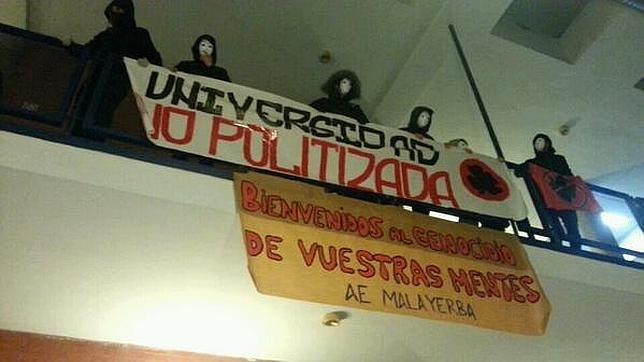 UNIVERSIDAD
NO POLITIZADA
BIENVENIDOS AL GENOCIDIO
DE VUESTRAS MENTES
AE MALAYERBA